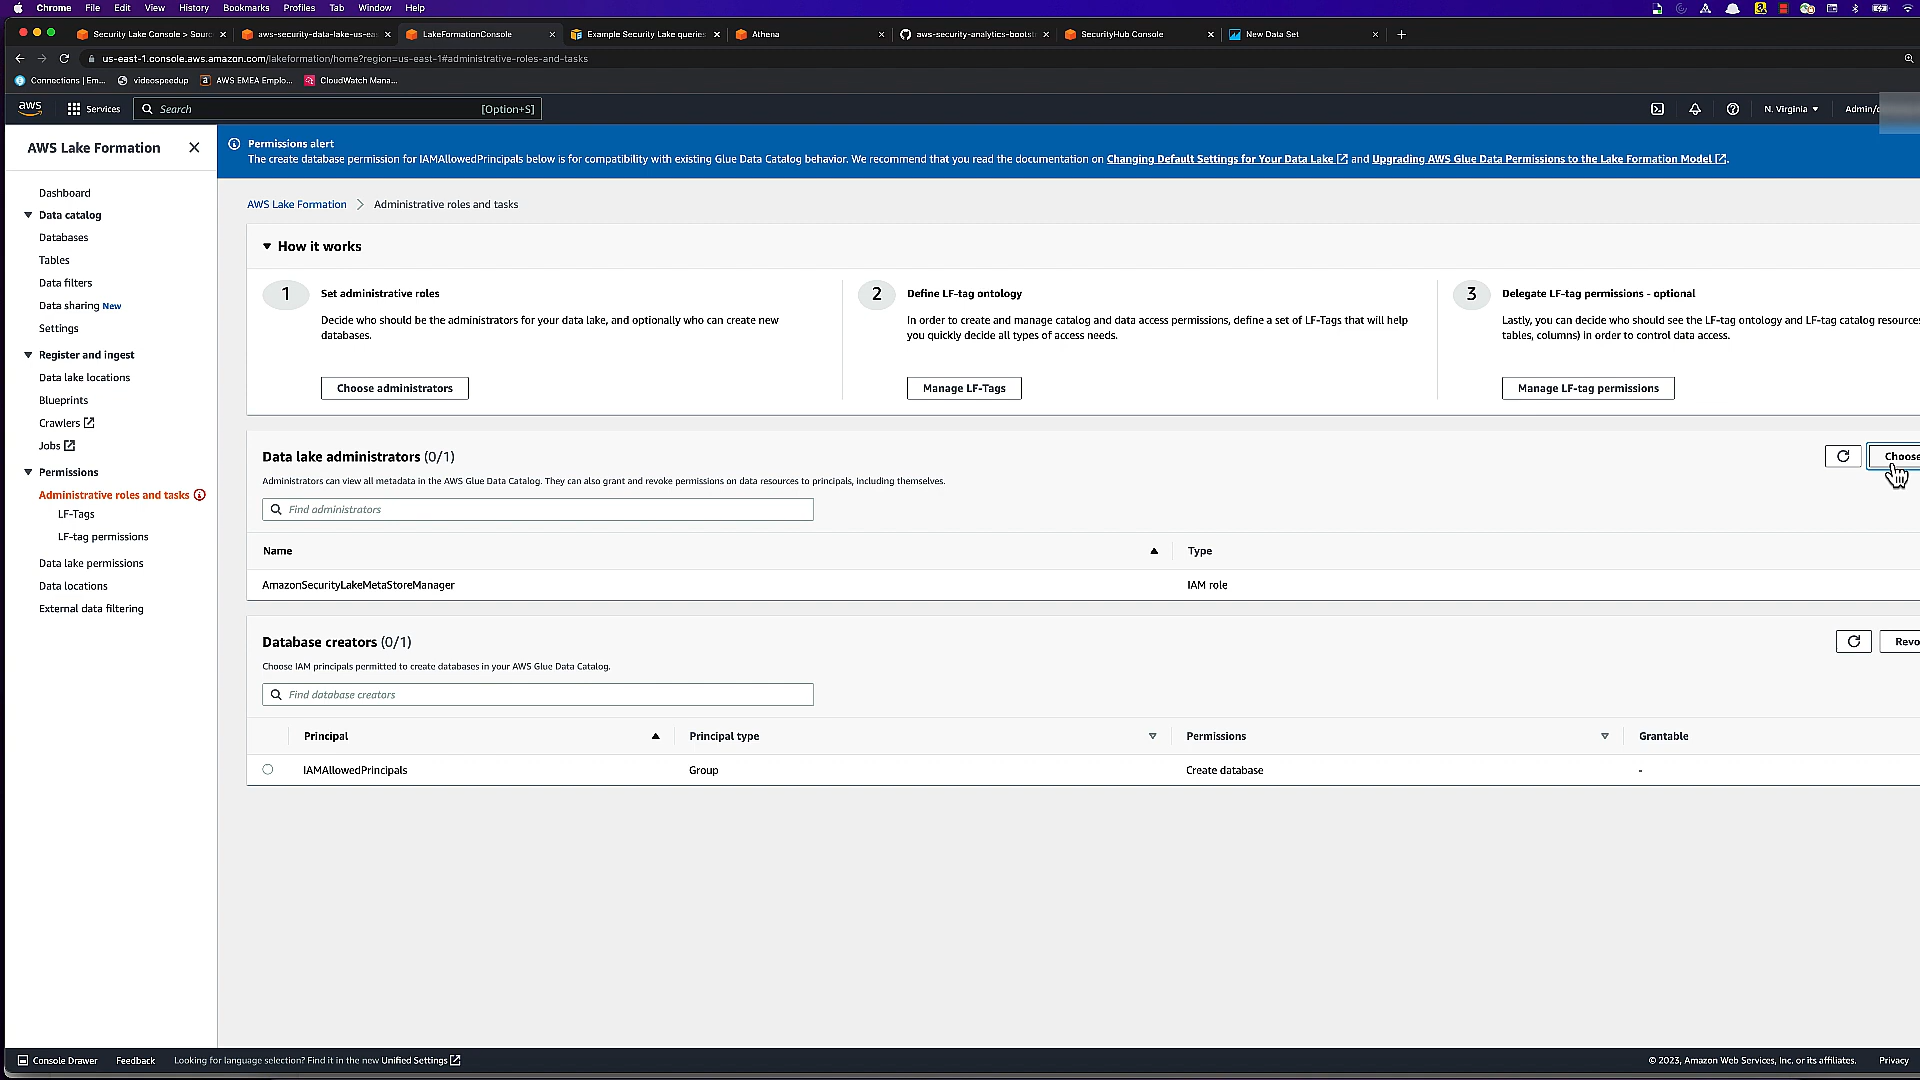 Chrome File Edit View History Bookmarks Profiles Tab Window Help
Security Lake Console > Sour
aws-security-data-lake-us-ea
LakeFormationConsole
Example Security Lake queries
Athena
aws-security-analytics-bootst
SecurityHub Console
New Data Set
us-east-1.console.aws.amazon.com/lakeformation/home?region=us-east-1#administrative-roles-and-tasks
Connections | Em...
videospeedup
AWS EMEA Emplo...
CloudWatch Mana...
aws
Services
Search
[Option+S]
N. Virginia
Admin/
AWS Lake Formation
Permissions alert
The create database permission for IAMAllowedPrincipals below is for compatibility with existing Glue Data Catalog behavior. We recommend that you read the documentation on Changing Default Settings for Your Data Lake and Upgrading AWS Glue Data Permissions to the Lake Formation Model.
Dashboard
Data catalog
Databases
Tables
Data filters
Data sharing New
Settings
Register and ingest
Data lake locations
Blueprints
Crawlers
Jobs
Permissions
Administrative roles and tasks
LF-Tags
LF-tag permissions
Data lake permissions
Data locations
External data filtering
AWS Lake Formation > Administrative roles and tasks
How it works
1
Set administrative roles
Decide who should be the administrators for your data lake, and optionally who can create new
databases.
Choose administrators
2
Define LF-tag ontology
In order to create and manage catalog and data access permissions, define a set of LF-Tags that will help
you quickly decide all types of access needs.
Manage LF-Tags
3
Delegate LF-tag permissions - optional
Lastly, you can decide who should see the LF-tag ontology and LF-tag catalog resources
tables, columns) in order to control data access.
Manage LF-tag permissions
Data lake administrators (0/1)
Choose
Administrators can view all metadata in the AWS Glue Data Catalog. They can also grant and revoke permissions on data resources to principals, including themselves.
Find administrators
Name
Type
AmazonSecurityLakeMetaStoreManager
IAM role
Database creators (0/1)
Revo
Choose IAM principals permitted to create databases in your AWS Glue Data Catalog.
Find database creators
Principal
Principal type
Permissions
Grantable
IAMAllowedPrincipals
Group
Create database
-
Console Drawer
Feedback
Looking for language selection? Find it in the new Unified Settings
© 2023, Amazon Web Services, Inc. or its affiliates.
Privacy